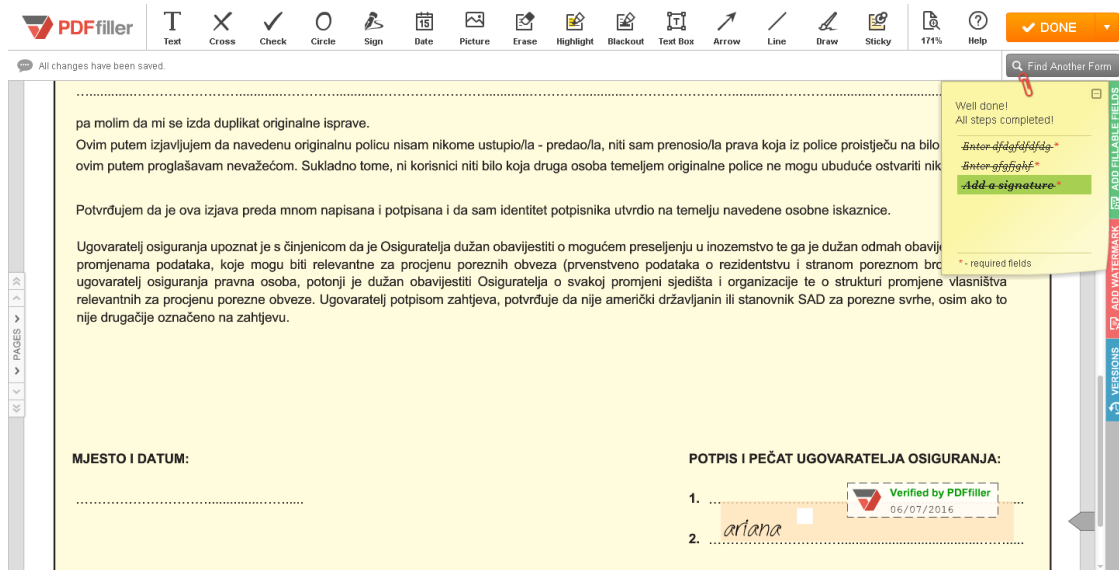 PDFfiller
Text Cross Check Circle Sign Date Picture Erase Highlight Blackout Text Box Arrow Line Draw Sticky 171% Help
15
DONE
All changes have been saved.
Find Another Form
pa molim da mi se izda duplikat originalne isprave.
Ovim putem izjavljujem da navedenu originalnu policu nisam nikome ustupio/la - predao/la, niti sam prenosio/la prava koja iz police proistječu na bilo
ovim putem proglašavam nevažećom. Sukladno tome, ni korisnici niti bilo koja druga osoba temeljem originalne police ne mogu ubuduće ostvariti nik
Potvrđujem da je ova izjava preda mnom napisana i potpisana i da sam identitet potpisnika utvrdio na temelju navedene osobne iskaznice.
Ugovaratelj osiguranja upoznat je s činjenicom da je Osiguratelja dužan obavijestiti o mogućem preseljenju u inozemstvo te ga je dužan odmah obavije
promjenama podataka, koje mogu biti relevantne za procjenu poreznih obveza (prvenstveno podataka o rezidentstvu i stranom poreznom bro
ugovaratelj osiguranja pravna osoba, potonji je dužan obavijestiti Osiguratelja o svakoj promjeni sjedišta i organizacije te o strukturi promjene vlasništva
relevantnih za procjenu porezne obveze. Ugovaratelj potpisom zahtjeva, potvrđuje da nije američki državljanin ili stanovnik SAD za porezne svrhe, osim ako to
nije drugačije označeno na zahtjevu.
Well done!
All steps completed!
Enter dfdgfdfdfdg *
Enter gfgfjghf *
Add a signature *
* - required fields
ADD FILLABLE FIELDS
ADD WATERMARK
VERSIONS
PAGES
MJESTO I DATUM:
POTPIS I PEČAT UGOVARATELJA OSIGURANJA:
1.
Verified by PDFfiller
06/07/2016
ariana
2.